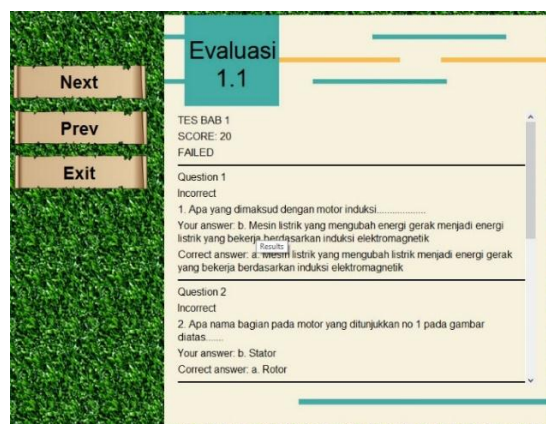 Next
Prev
Exit
Evaluasi
1.1
TES BAB 1
SCORE: 20
FAILED
Question 1
Incorrect
1. Apa yang dimaksud dengan motor induksi...................
Your answer: b. Mesin listrik yang mengubah energi gerak menjadi energi
listrik yang bekerja berdasarkan induksi elektromagnetik
Results
Correct answer: a. Mesin listrik yang mengubah listrik menjadi energi gerak
yang bekerja berdasarkan induksi elektromagnetik
Question 2
Incorrect
2. Apa nama bagian pada motor yang ditunjukkan no 1 pada gambar
diatas.......
Your answer: b. Stator
Correct answer: a. Rotor